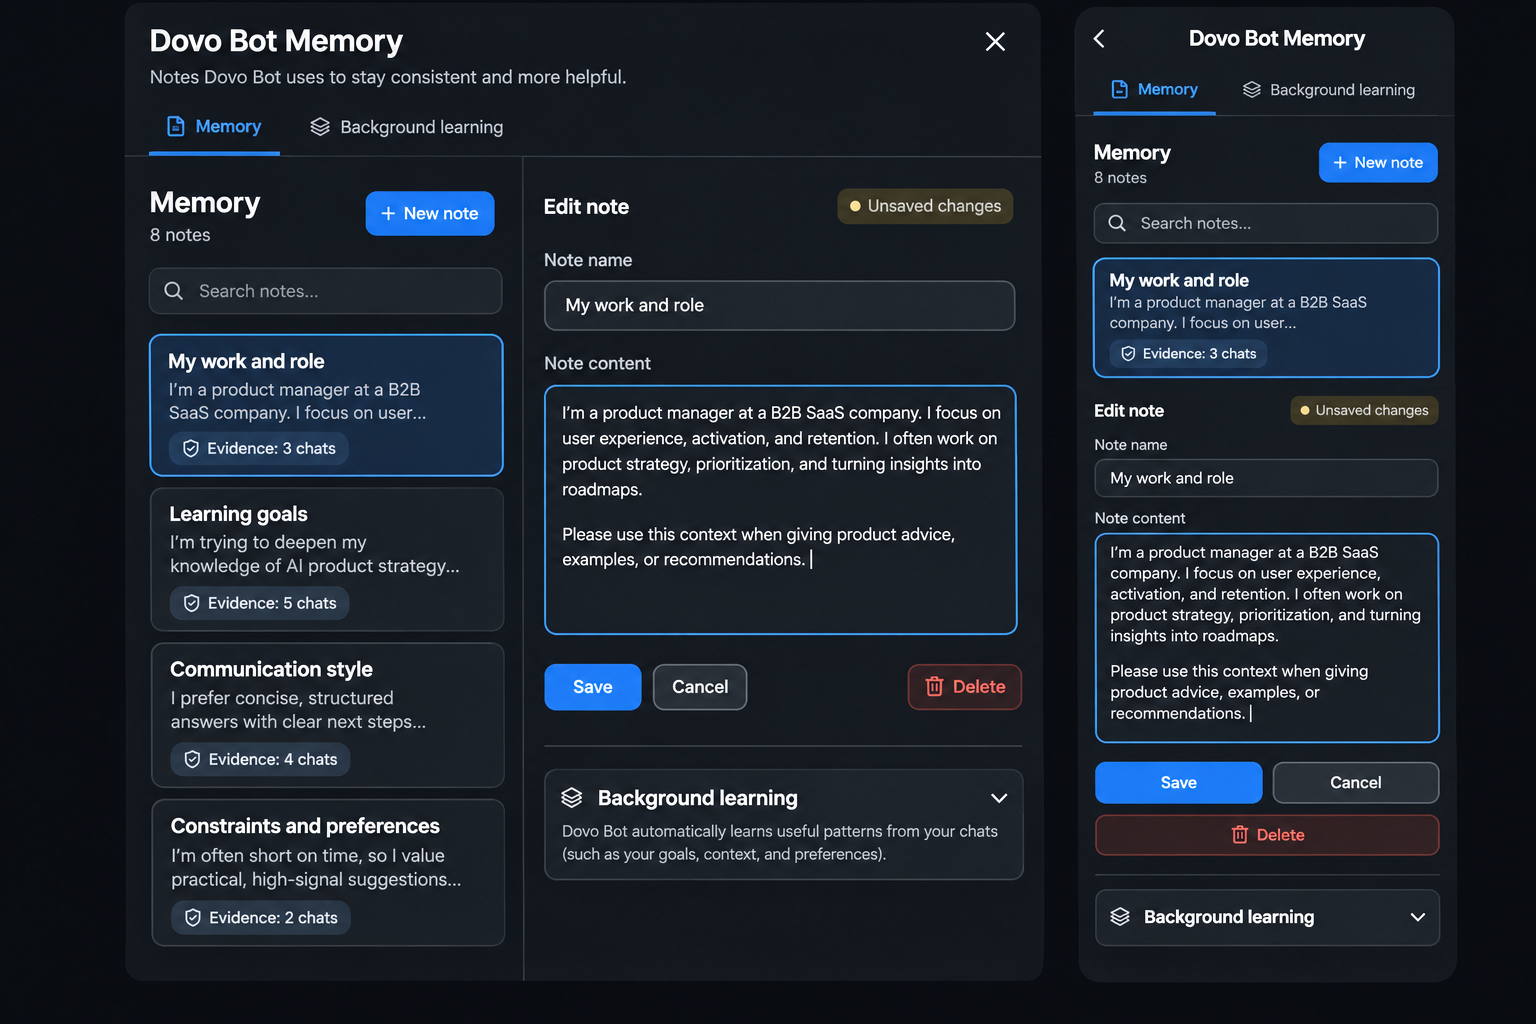 Dovo Bot Memory
Notes Dovo Bot uses to stay consistent and more helpful.
Memory
Background learning
Memory
8 notes
+ New note
Search notes...
My work and role
I'm a product manager at a B2B
SaaS company. I focus on user...
Evidence: 3 chats
Learning goals
I'm trying to deepen my
knowledge of AI product strategy...
Evidence: 5 chats
Communication style
I prefer concise, structured
answers with clear next steps...
Evidence: 4 chats
Constraints and preferences
I'm often short on time, so I value
practical, high-signal suggestions...
Evidence: 2 chats
Edit note
Unsaved changes
Note name
My work and role
Note content
I'm a product manager at a B2B SaaS company. I focus on
user experience, activation, and retention. I often work on
product strategy, prioritization, and turning insights into
roadmaps.
Please use this context when giving product advice,
examples, or recommendations.
Save
Cancel
Delete
Background learning
Dovo Bot automatically learns useful patterns from your chats
(such as your goals, context, and preferences).
Dovo Bot Memory
Memory
Background learning
Memory
8 notes
+ New note
Search notes...
My work and role
I'm a product manager at a B2B SaaS
company. I focus on user...
Evidence: 3 chats
Edit note
Unsaved changes
Note name
My work and role
Note content
I'm a product manager at a B2B SaaS
company. I focus on user experience,
activation, and retention. I often work on
product strategy, prioritization, and turning
insights into roadmaps.
Please use this context when giving
product advice, examples, or
recommendations.
Save
Cancel
Delete
Background learning